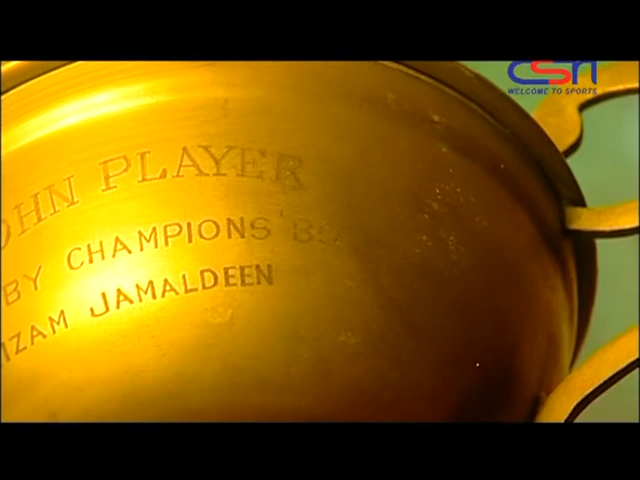 CSN
WELCOME TO SPORTS
OHN PLAYER
BY CHAMPIONS
IZAM JAMALDEEN